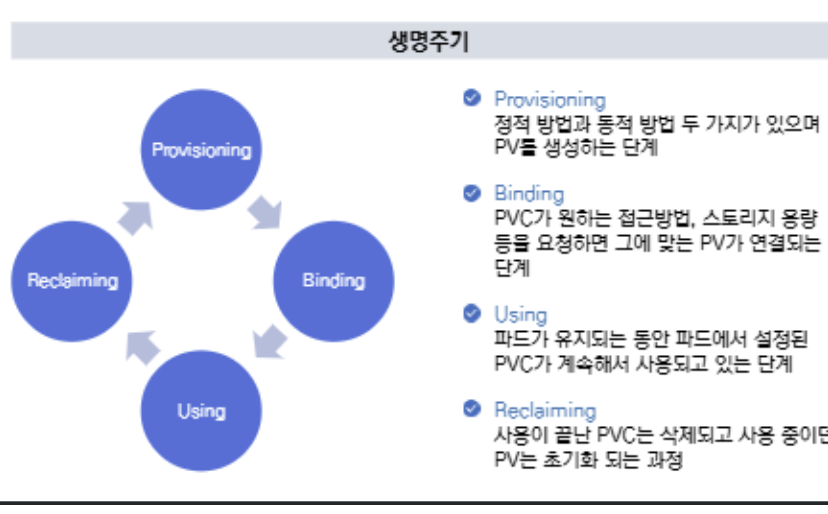 생명주기
Provisioning
Binding
Using
Reclaiming
Provisioning
정적 방법과 동적 방법 두 가지가 있으며
PV를 생성하는 단계
Binding
PVC가 원하는 접근방법, 스토리지 용량
등을 요청하면 그에 맞는 PV가 연결되는
단계
Using
파드가 유지되는 동안 파드에서 설정된
PVC가 계속해서 사용되고 있는 단계
Reclaiming
사용이 끝난 PVC는 삭제되고 사용 중이던
PV는 초기화 되는 과정